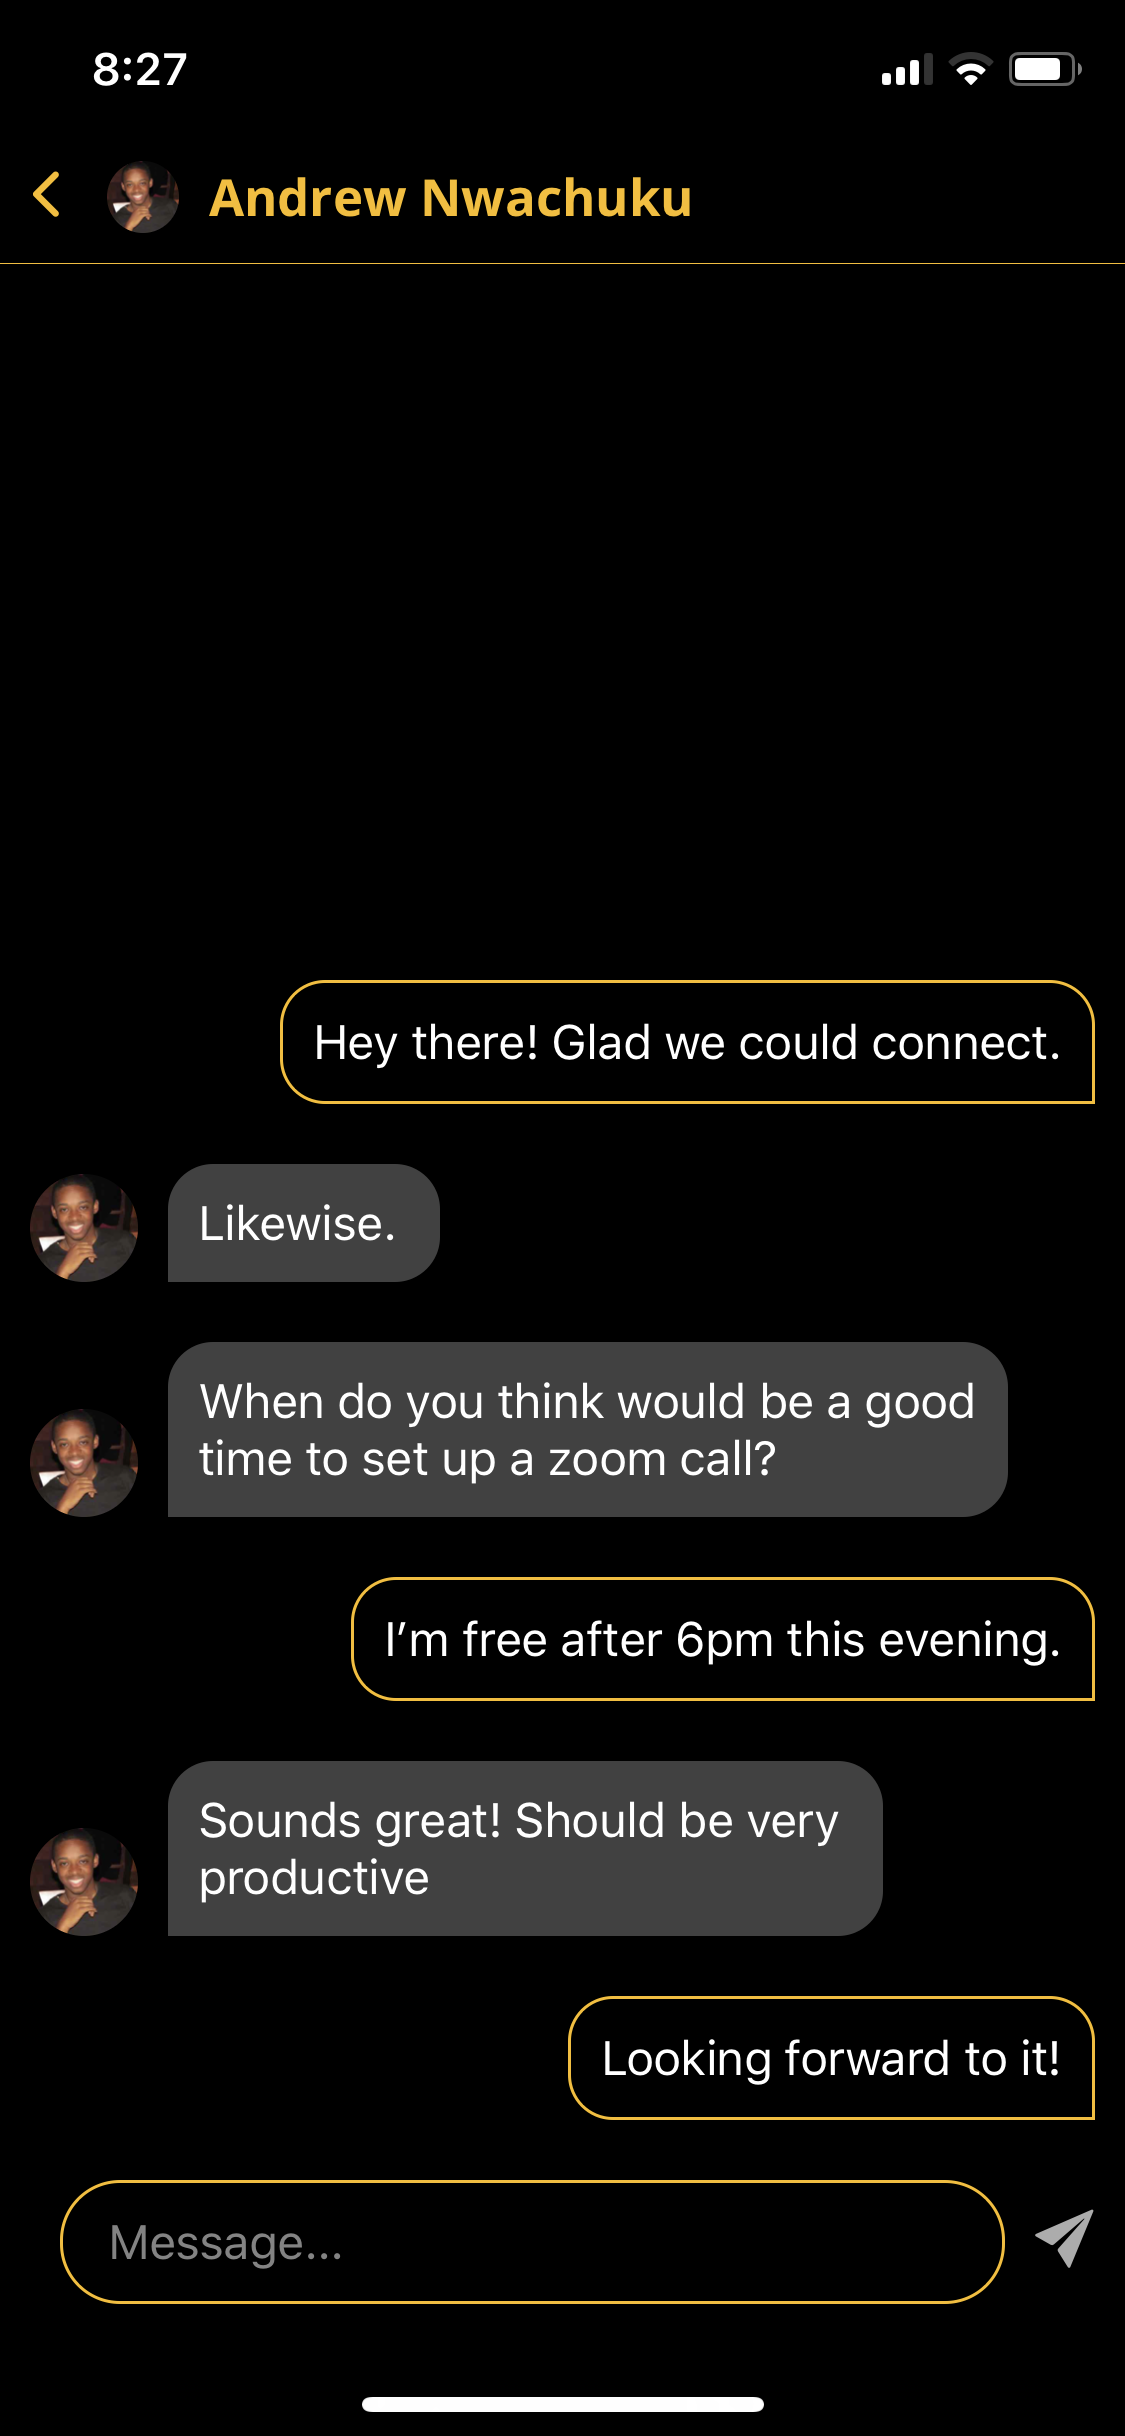 8:27
Andrew Nwachuku
Hey there! Glad we could connect.
Likewise.
When do you think would be a good
time to set up a zoom call?
I’m free after 6pm this evening.
Sounds great! Should be very
productive
Looking forward to it!
Message...